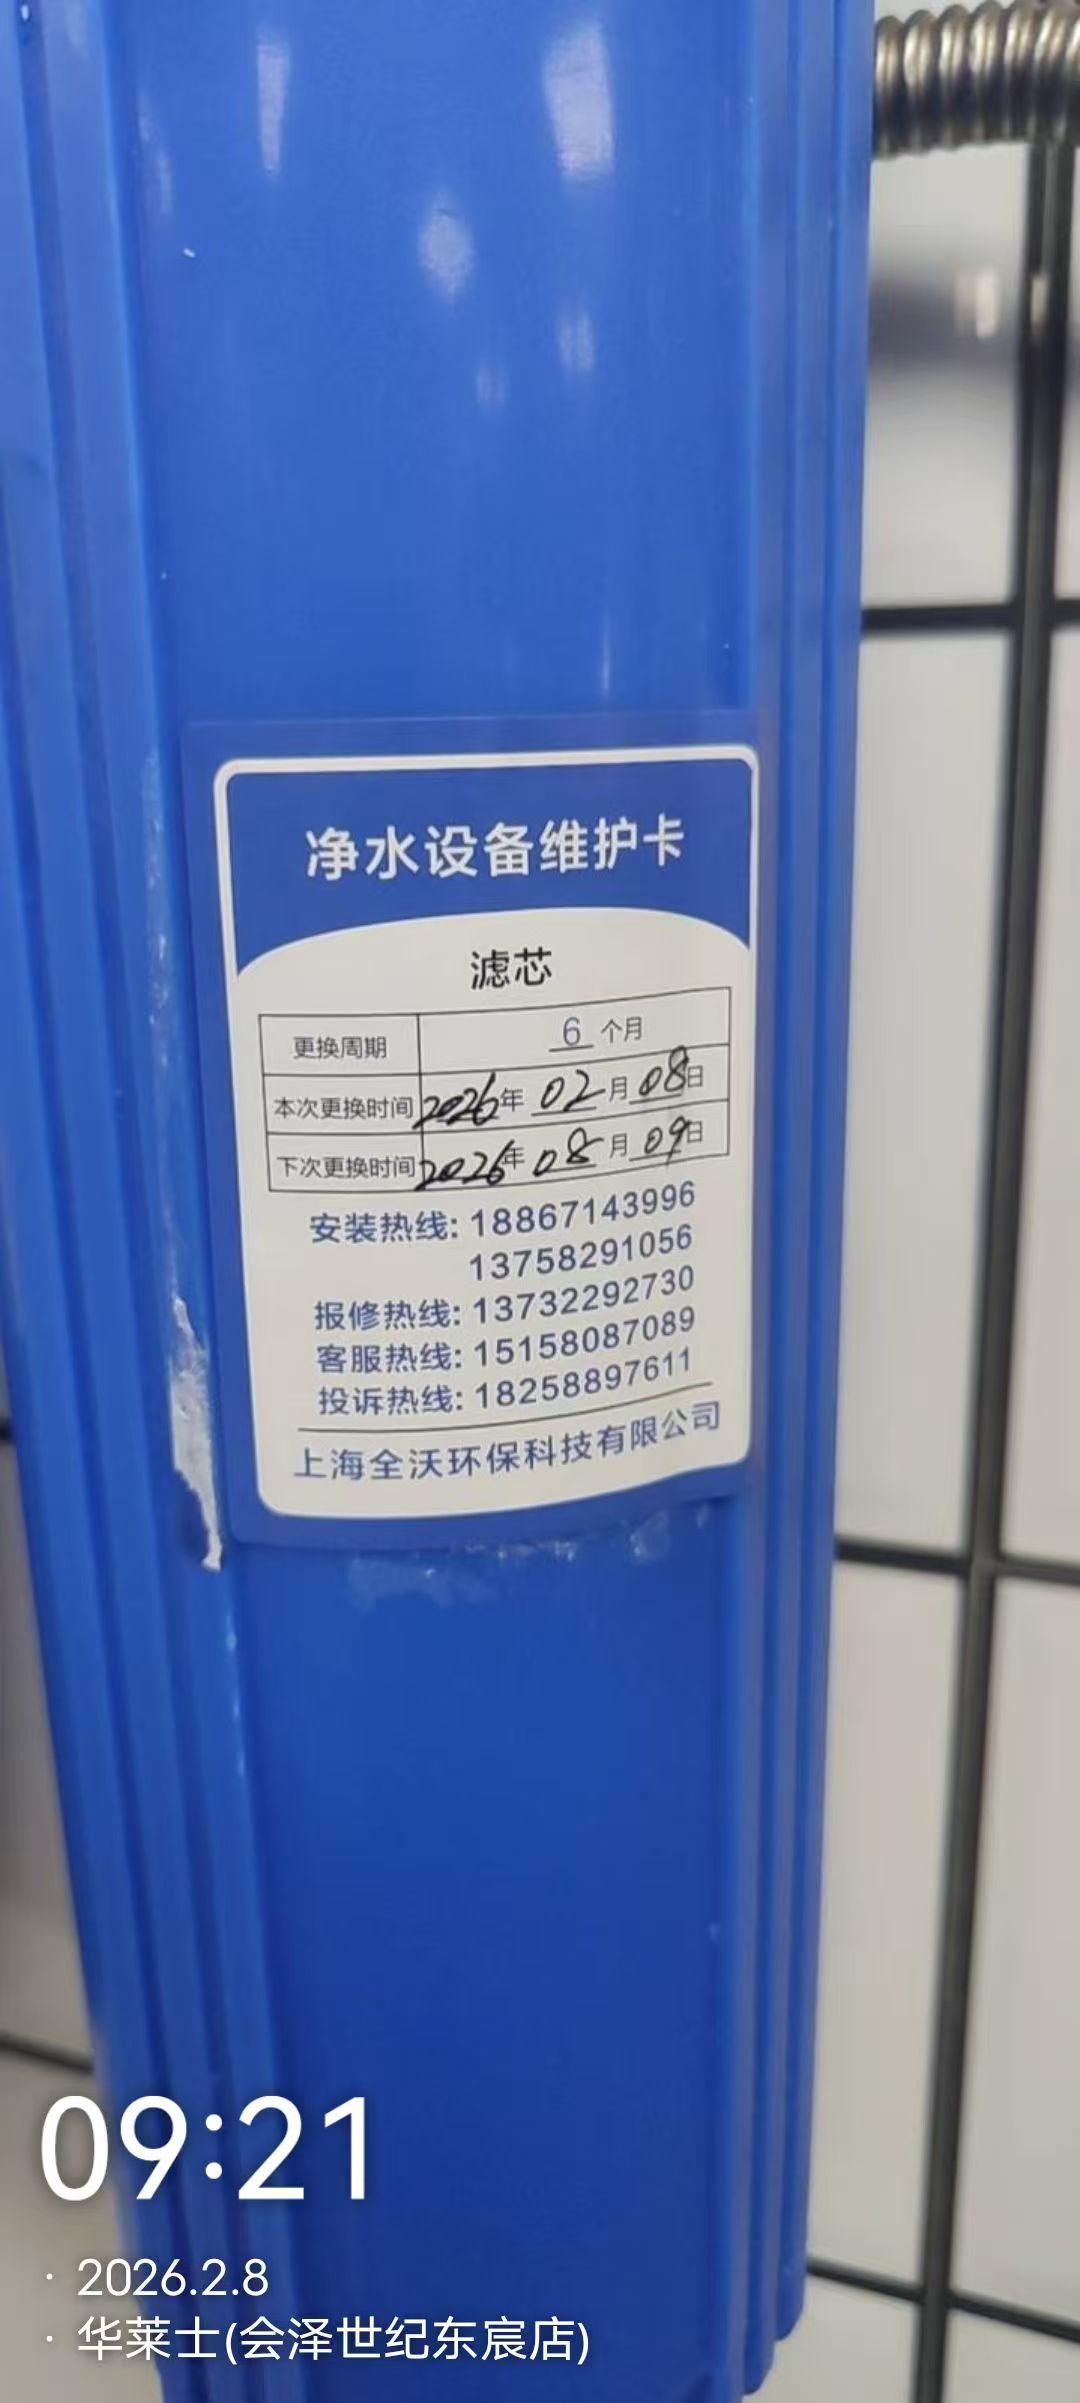 净水设备维护卡
滤芯
更换周期 6 个月
本次更换时间 2026年 02月 08日
下次更换时间 2026年 08月 09日
安装热线: 18867143996
13758291056
报修热线: 13732292730
客服热线: 15158087089
投诉热线: 18258897611
上海全沃环保科技有限公司
09:21
· 2026.2.8
· 华莱士(会泽世纪东宸店)